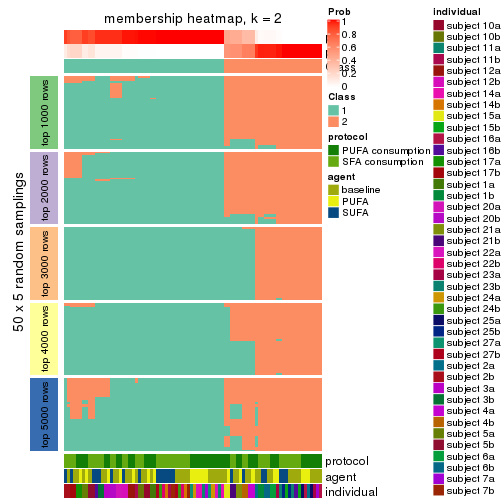 membership heatmap, k = 2
50 x 5 random samplings
top 1000 rows
top 2000 rows
top 3000 rows
top 4000 rows
top 5000 rows
Class
protocol
agent
individual
Prob
1
0.8
0.6
0.4
0.2
0
Class
1
2
protocol
PUFA consumption
SFA consumption
agent
baseline
PUFA
SUFA
individual
subject 10a
subject 10b
subject 11a
subject 11b
subject 12a
subject 12b
subject 14a
subject 14b
subject 15a
subject 15b
subject 16a
subject 16b
subject 17a
subject 17b
subject 1a
subject 1b
subject 20a
subject 20b
subject 21a
subject 21b
subject 22a
subject 22b
subject 23a
subject 23b
subject 24a
subject 24b
subject 25a
subject 25b
subject 27a
subject 27b
subject 2a
subject 2b
subject 3a
subject 3b
subject 4a
subject 4b
subject 5a
subject 5b
subject 6a
subject 6b
subject 7a
subject 7b